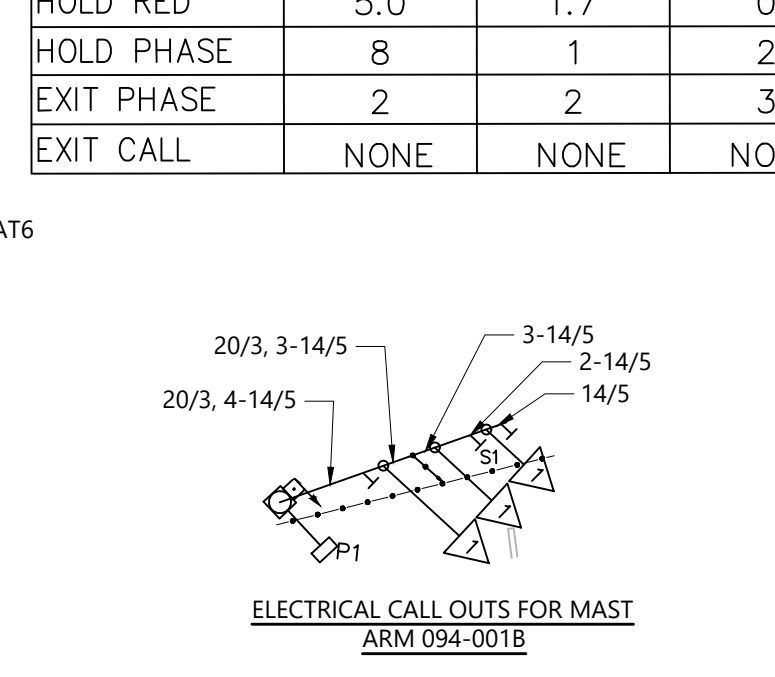 HOLD RED 5.0 1.7 0
HOLD PHASE 8 1 2
EXIT PHASE 2 2 3
EXIT CALL NONE NONE NO
AT6
20/3, 3-14/5
3-14/5
2-14/5
20/3, 4-14/5
14/5
S1
1
1
P1
1
ELECTRICAL CALL OUTS FOR MAST
ARM 094-001B